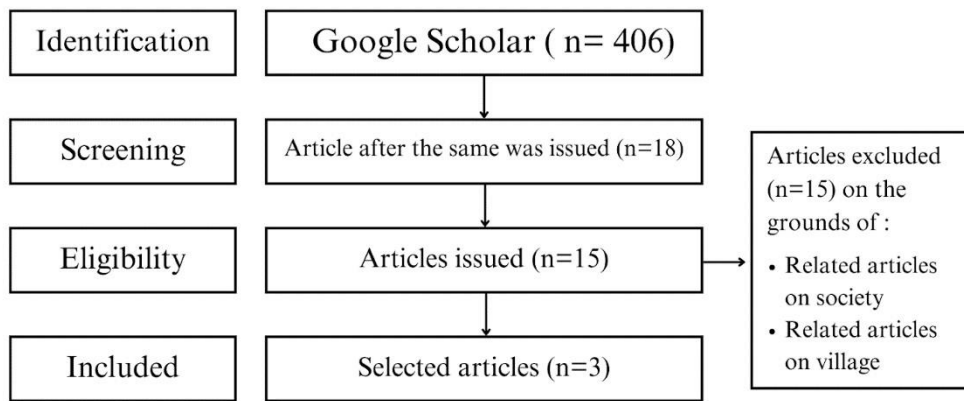 Identification
Google Scholar ( n= 406)
Screening
Article after the same was issued (n=18)
Eligibility
Articles issued (n=15)
Included
Selected articles (n=3)
Articles excluded
(n=15) on the
grounds of :
• Related articles
on society
• Related articles
on village